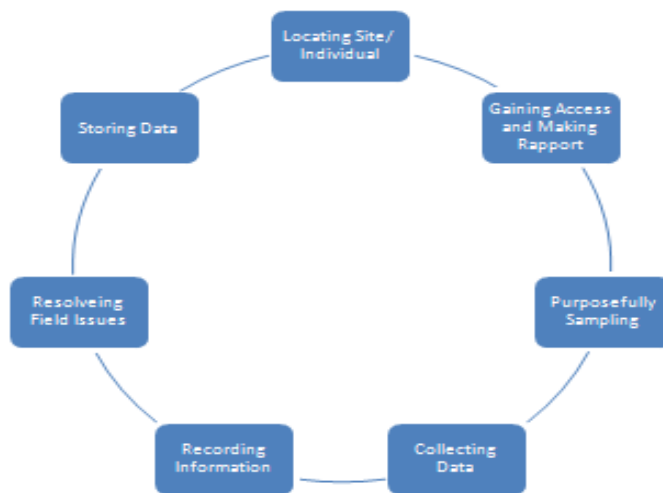 Locating Site/
Individual
Gaining Access
and Making
Rapport
Purposefully
Sampling
Collecting
Data
Recording
Information
Resolveing
Field Issues
Storing Data